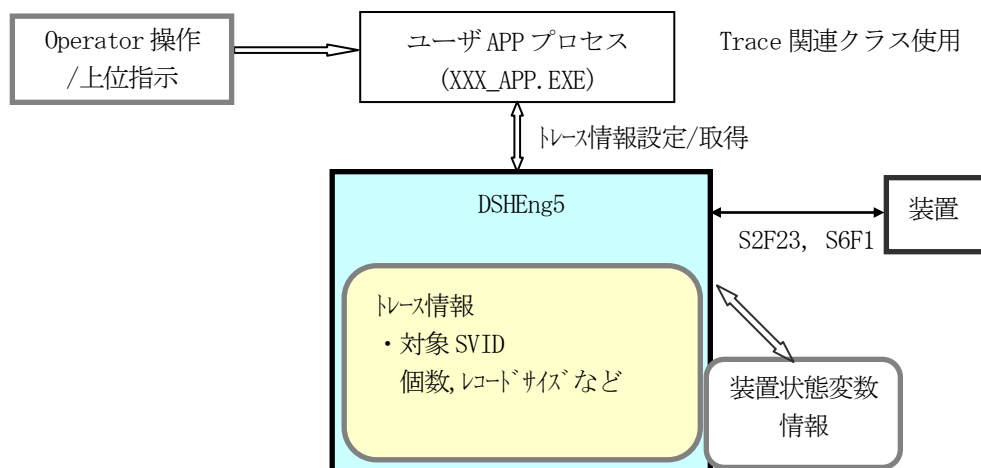 Operator 操作
/上位指示
ユーザ APP プロセス
(XXX_APP.EXE)
Trace 関連クラス使用
ﾄﾚｰｽ情報設定/取得
DSHEng5
装置
S2F23, S6F1
ﾄﾚｰｽ情報
・対象 SVID
個数,ﾚｺｰﾄﾞｻｲｽﾞなど
装置状態変数
情報